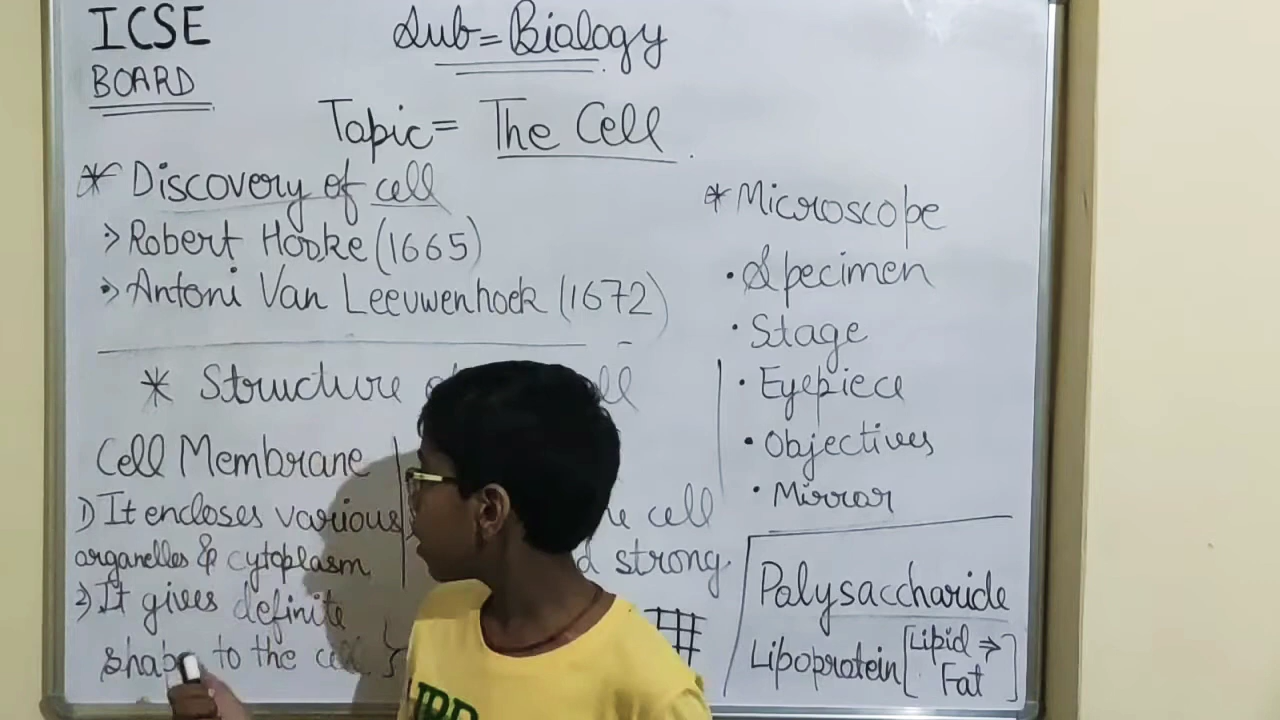 ICSE
BOARD
Sub = Biology
Topic = The Cell
* Discovery of cell
Robert Hooke (1665)
Antoni Van Leeuwenhoek (1672)
* Structure
Cell Membrane
1) It encloses various
organelles & cytoplasm
2) It gives definite
shape to the cell
cell
strong
* Microscope
• Specimen
• Stage
• Eyepiece
• Objectives
• Mirror
Polysaccharide
Lipoprotein [Lipid ⇒
Fat]